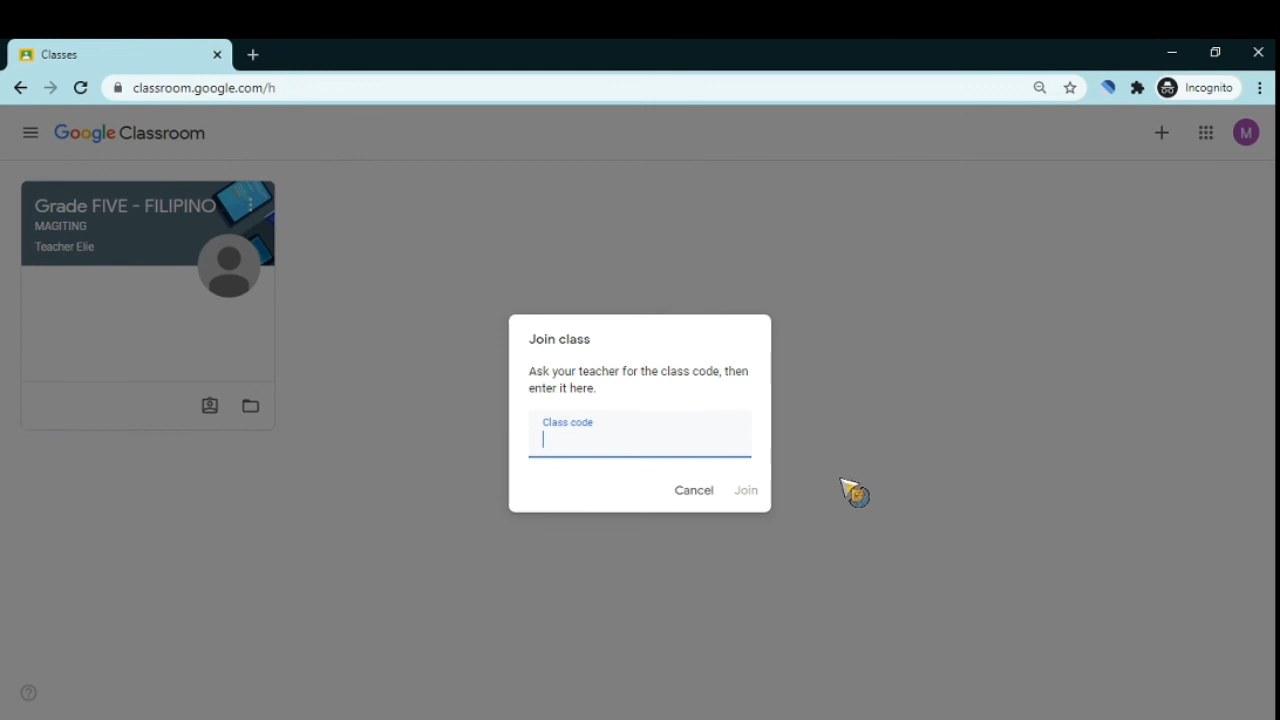 Classes
classroom.google.com/h
Incognito
Google Classroom
M
Grade FIVE - FILIPINO
MAGITING
Teacher Elie
Join class
Ask your teacher for the class code, then
enter it here.
Class code
Cancel Join